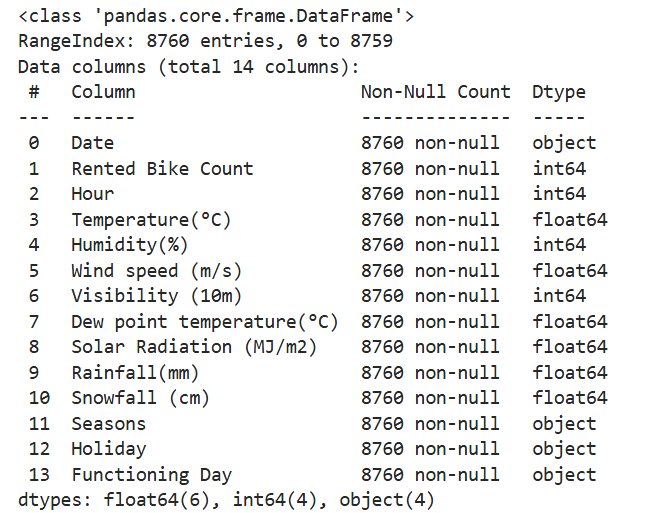 <class 'pandas.core.frame.DataFrame'>
RangeIndex: 8760 entries, 0 to 8759
Data columns (total 14 columns):
 #   Column                     Non-Null Count  Dtype
---  ------                     --------------  -----
 0   Date                       8760 non-null   object
 1   Rented Bike Count          8760 non-null   int64
 2   Hour                       8760 non-null   int64
 3   Temperature(°C)            8760 non-null   float64
 4   Humidity(%)                8760 non-null   int64
 5   Wind speed (m/s)           8760 non-null   float64
 6   Visibility (10m)           8760 non-null   int64
 7   Dew point temperature(°C)  8760 non-null   float64
 8   Solar Radiation (MJ/m2)    8760 non-null   float64
 9   Rainfall(mm)               8760 non-null   float64
 10  Snowfall (cm)              8760 non-null   float64
 11  Seasons                    8760 non-null   object
 12  Holiday                    8760 non-null   object
 13  Functioning Day            8760 non-null   object
dtypes: float64(6), int64(4), object(4)